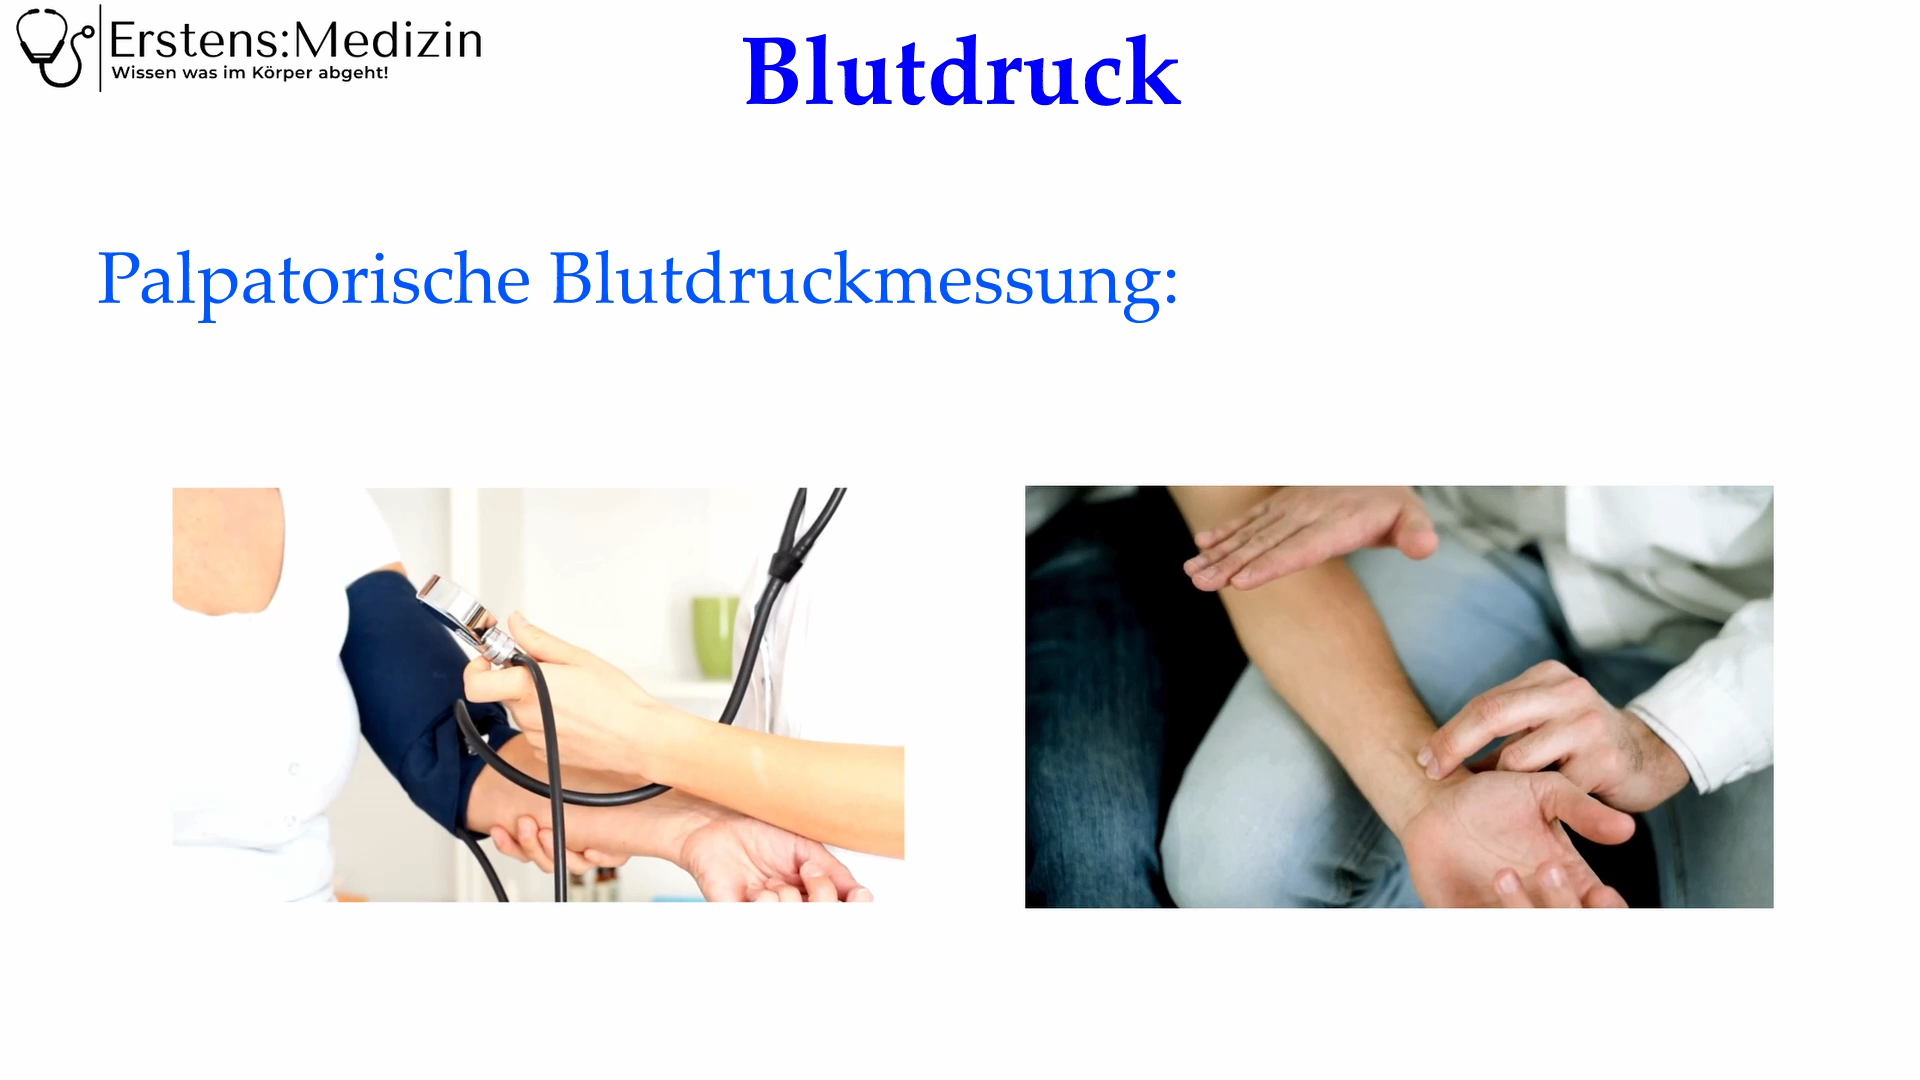 Erstens:Medizin
Wissen was im Körper abgeht!
Blutdruck
Palpatorische Blutdruckmessung: